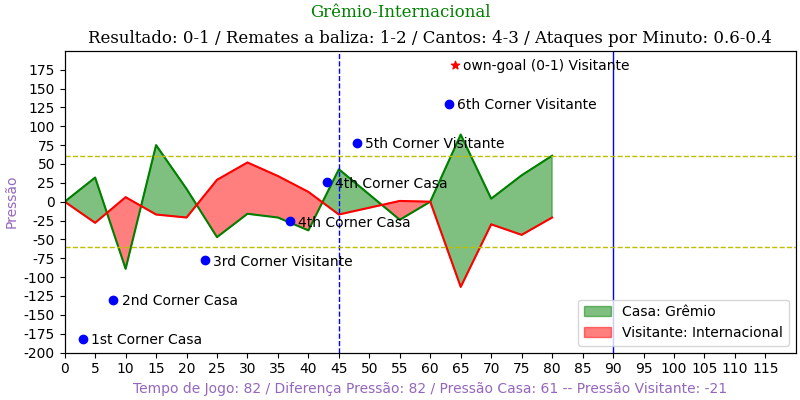 Grêmio-Internacional
Resultado: 0-1 / Remates a baliza: 1-2 / Cantos: 4-3 / Ataques por Minuto: 0.6-0.4
Pressão
175
150
125
100
75
50
25
0
-25
-50
-75
-100
-125
-150
-175
-200
own-goal (0-1) Visitante
6th Corner Visitante
5th Corner Visitante
4th Corner Casa
4th Corner Casa
3rd Corner Visitante
2nd Corner Casa
1st Corner Casa
Casa: Grêmio
Visitante: Internacional
0 5 10 15 20 25 30 35 40 45 50 55 60 65 70 75 80 85 90 95 100 105 110 115
Tempo de Jogo: 82 / Diferença Pressão: 82 / Pressão Casa: 61 -- Pressão Visitante: -21